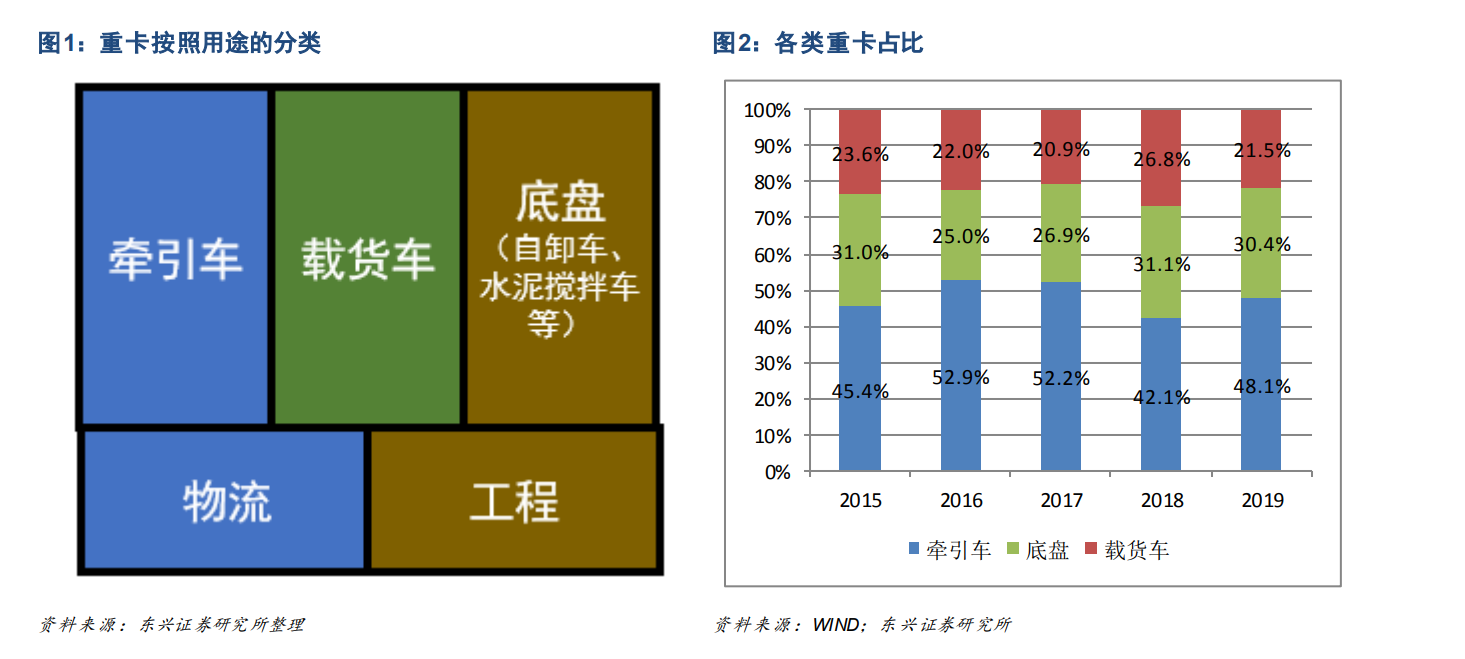 图1：重卡按照用途的分类
牵引车
载货车
底盘
（自卸车、
水泥搅拌车
等）
物流
工程
资料来源：东兴证券研究所整理
图2：各类重卡占比
100%
90%
80%
70%
60%
50%
40%
30%
20%
10%
0%
23.6% 22.0% 20.9% 26.8% 21.5%
31.0% 25.0% 26.9% 31.1% 30.4%
45.4% 52.9% 52.2% 42.1% 48.1%
2015 2016 2017 2018 2019
牵引车 底盘 载货车
资料来源：WIND；东兴证券研究所